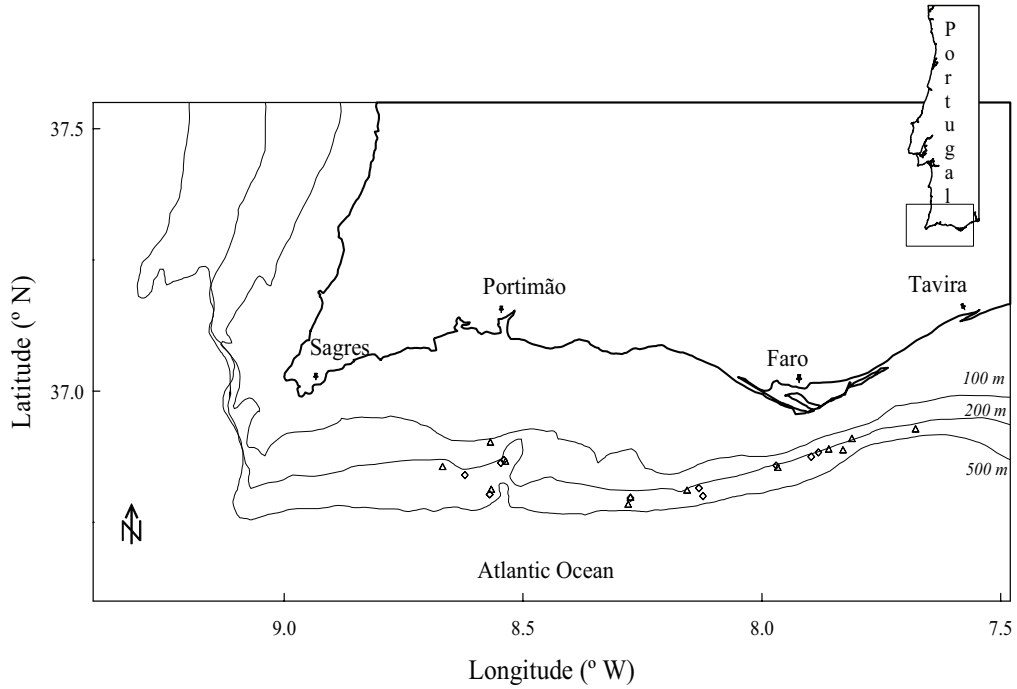 Portugal
37.5
Portimão
Tavira
Sagres
Faro
37.0
100 m
200 m
500 m
Latitude (º N)
N
Atlantic Ocean
9.0
8.5
8.0
7.5
Longitude (º W)